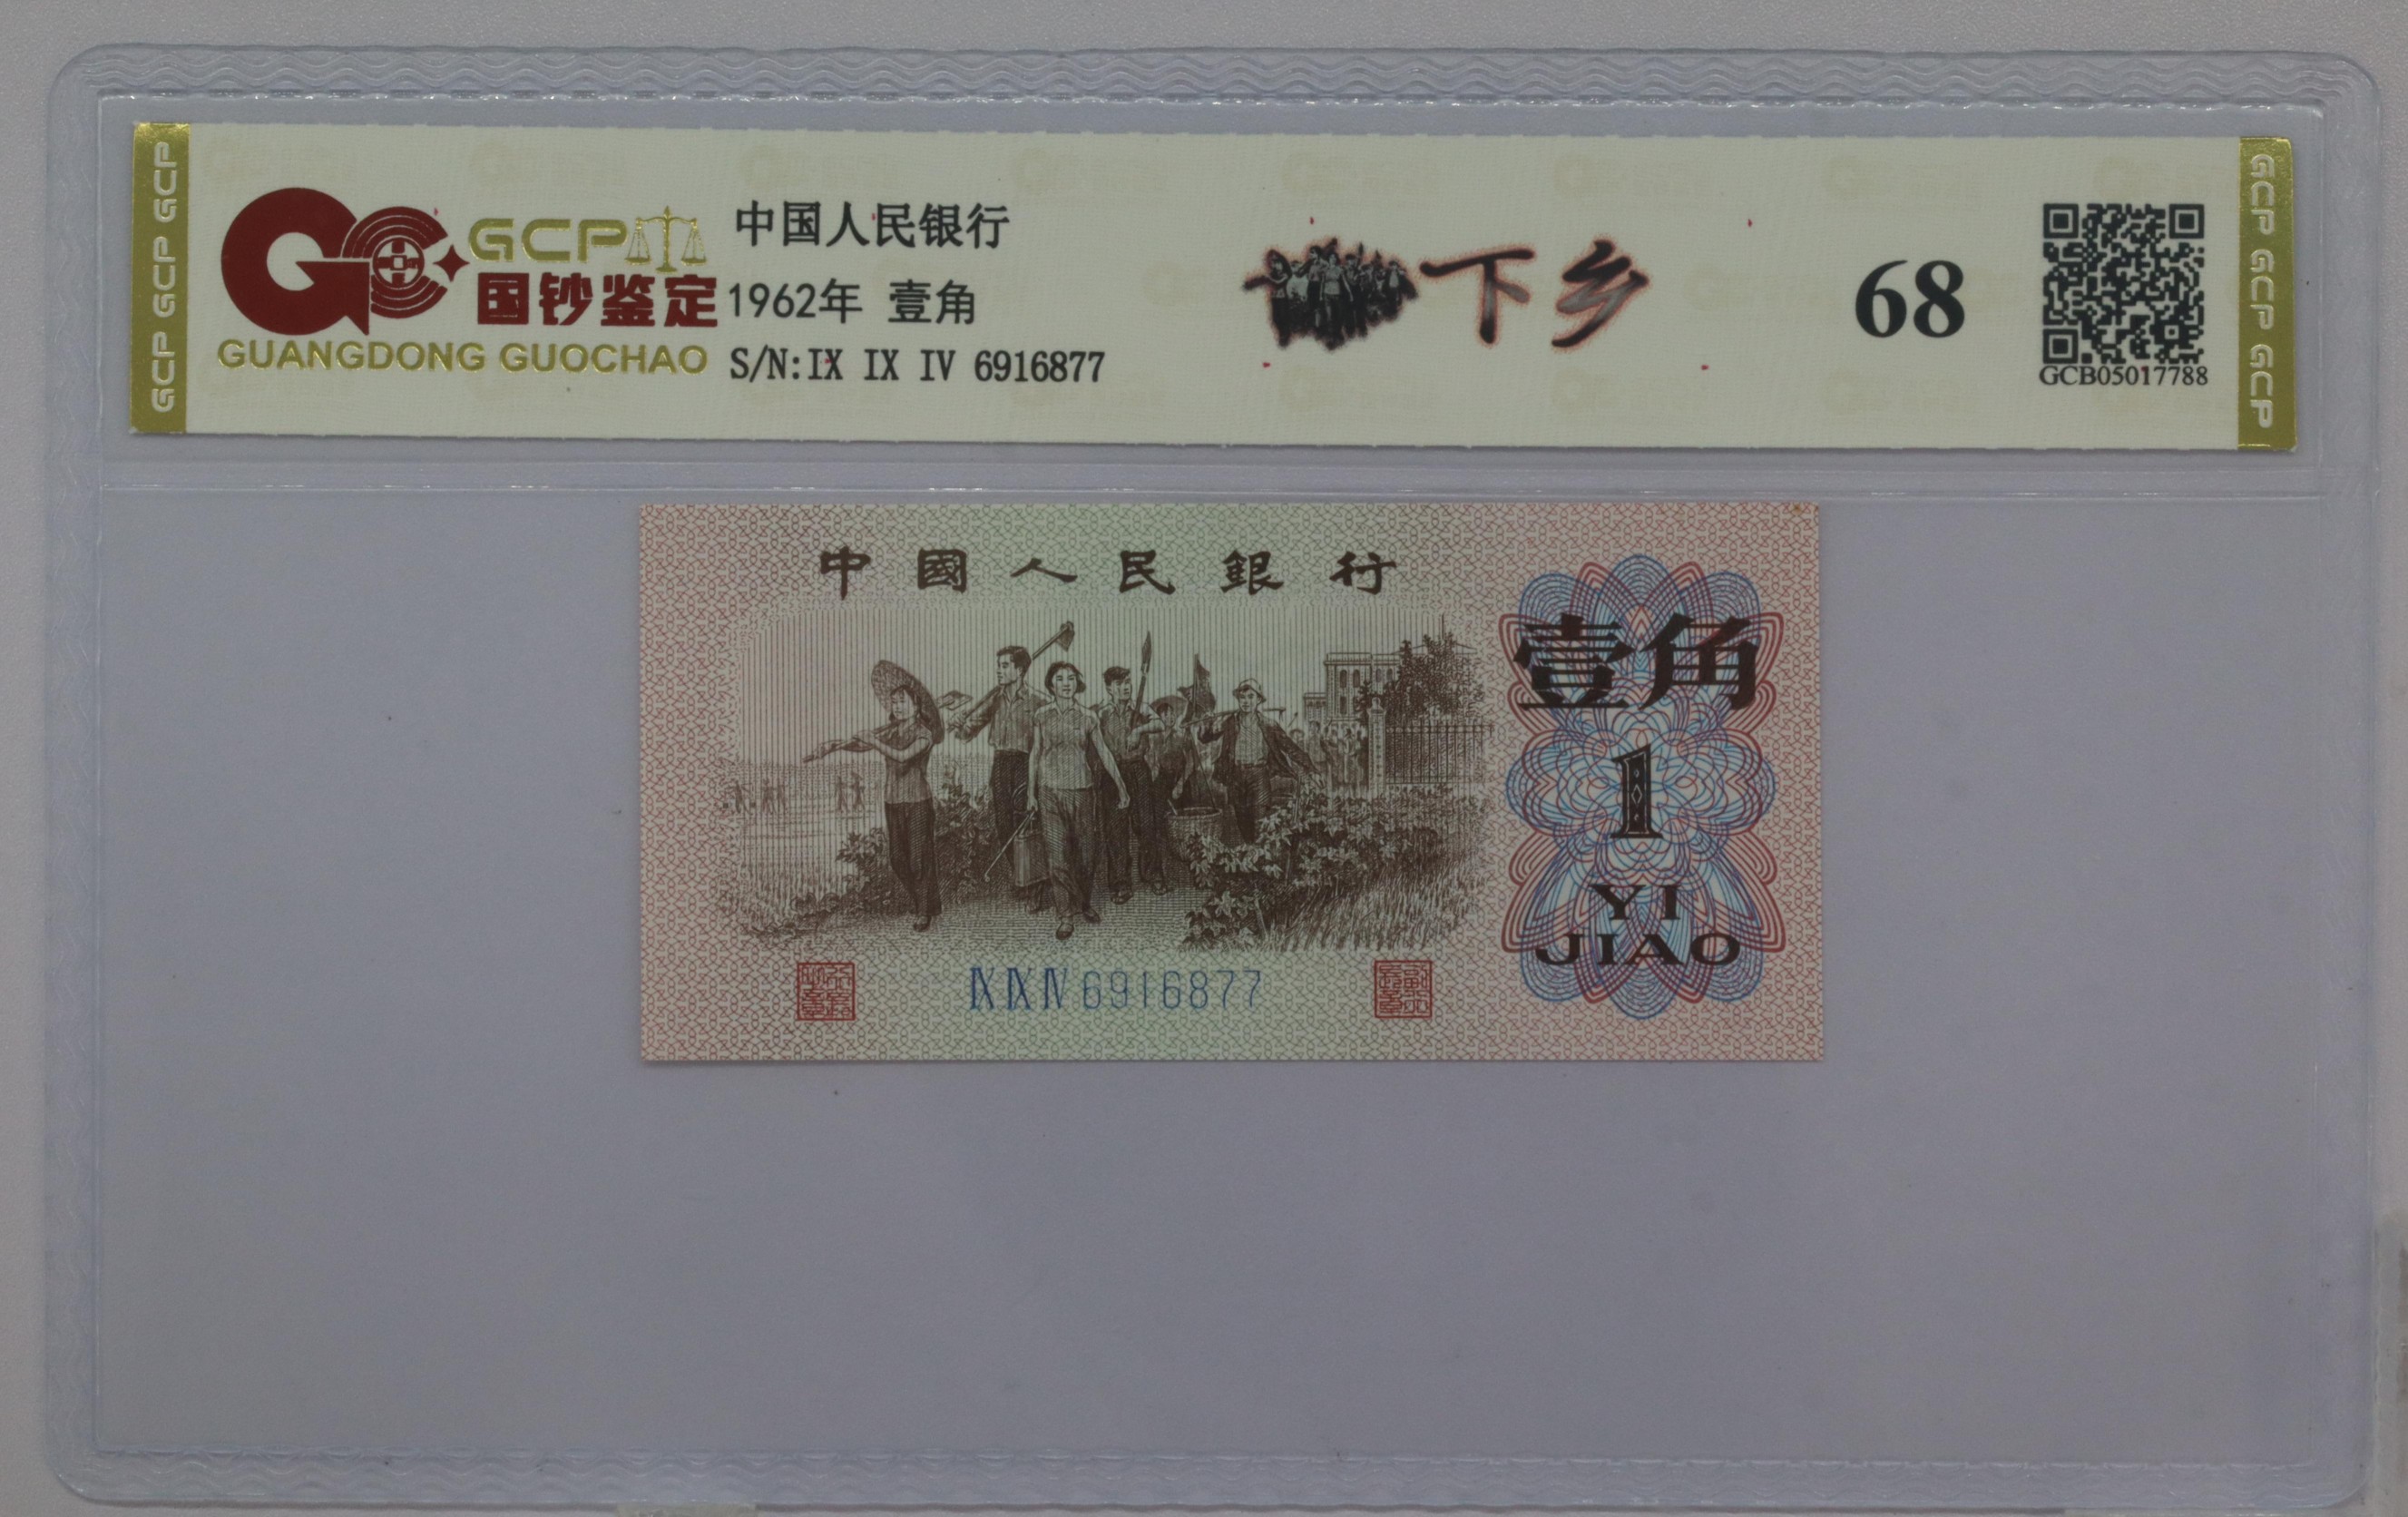 GCP GCP GCP
GCP
国钞鉴定
GUANGDONG GUOCHAO
中国人民银行
1962年 壹角
S/N:IX IX IV 6916877
下乡
68
GCB05017788
GCP GCP GCP
中國人民銀行
壹角
1
YI
JIAO
IX IX IV 6916877